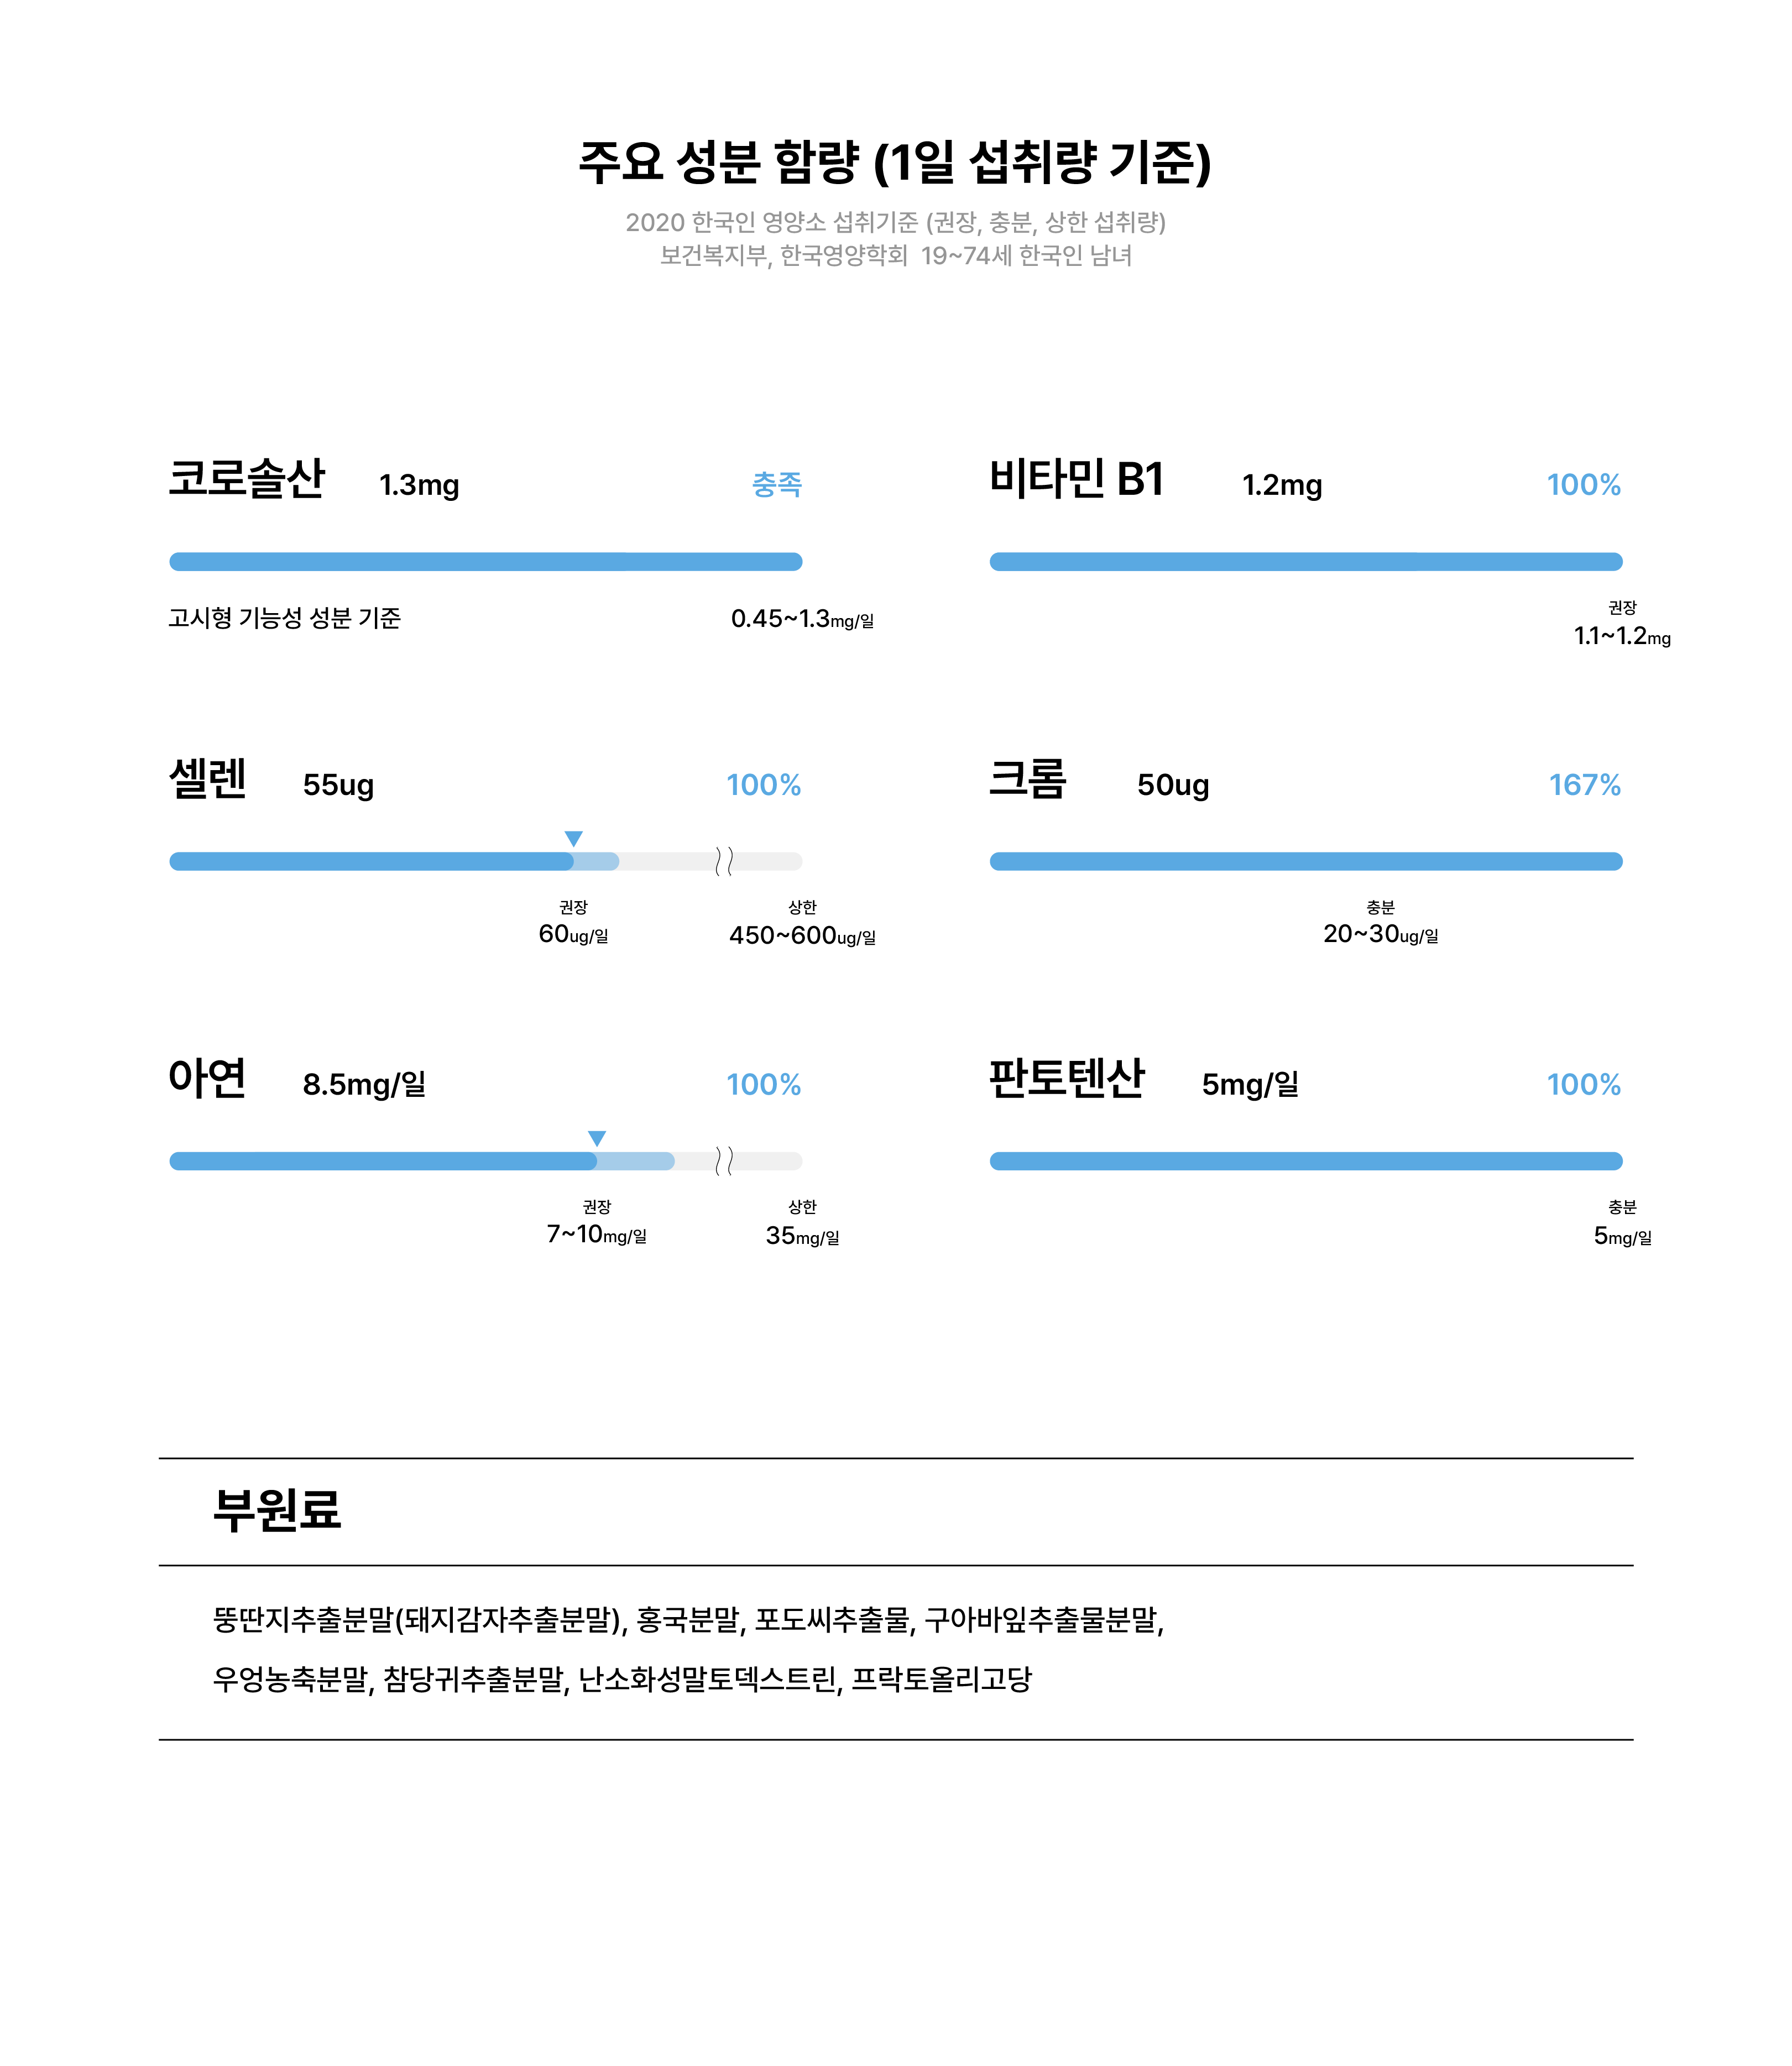 주요 성분 함량 (1일 섭취량 기준)
2020 한국인 영양소 섭취기준 (권장, 충분, 상한 섭취량)
보건복지부, 한국영양학회 19~74세 한국인 남녀
코로솔산 1.3mg 충족
고시형 기능성 성분 기준 0.45~1.3mg/일
비타민 B1 1.2mg 100%
권장
1.1~1.2mg
셀렌 55ug 100%
권장 상한
60ug/일 450~600ug/일
크롬 50ug 167%
충분
20~30ug/일
아연 8.5mg/일 100%
권장 상한
7~10mg/일 35mg/일
판토텐산 5mg/일 100%
충분
5mg/일
부원료
뚱딴지추출분말(돼지감자추출분말), 홍국분말, 포도씨추출물, 구아바잎추출물분말,
우엉농축분말, 참당귀추출분말, 난소화성말토덱스트린, 프락토올리고당